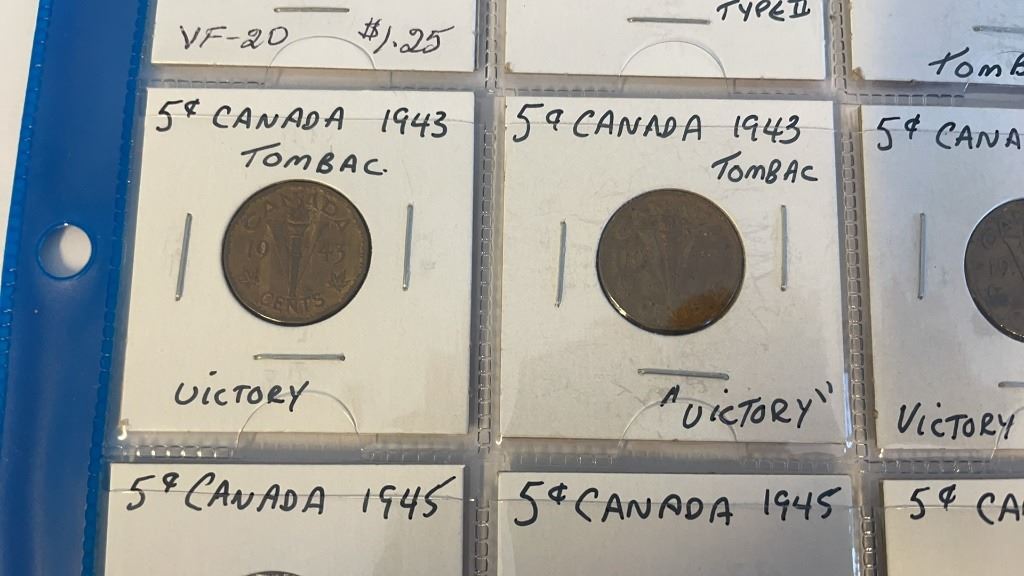 VF-20 $1.25
TYPE II
TOMB
5¢ CANADA 1943
TOMBAC.
CANADA
19 43
CENTS
VICTORY
5¢ CANADA 1943
TOMBAC
"VICTORY"
5¢ CANA
VICTORY
5¢ CANADA 1945
5¢ CANADA 1945
5¢ CA